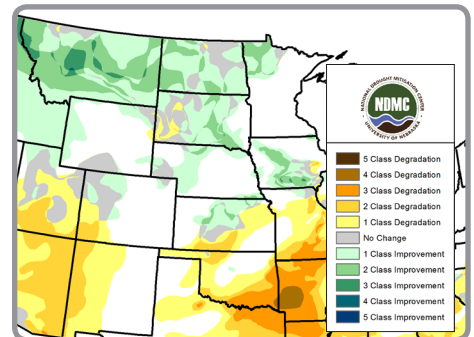 NATIONAL DROUGHT MITIGATION CENTER
NDMC
UNIVERSITY OF NEBRASKA
5 Class Degradation
4 Class Degradation
3 Class Degradation
2 Class Degradation
1 Class Degradation
No Change
1 Class Improvement
2 Class Improvement
3 Class Improvement
4 Class Improvement
5 Class Improvement